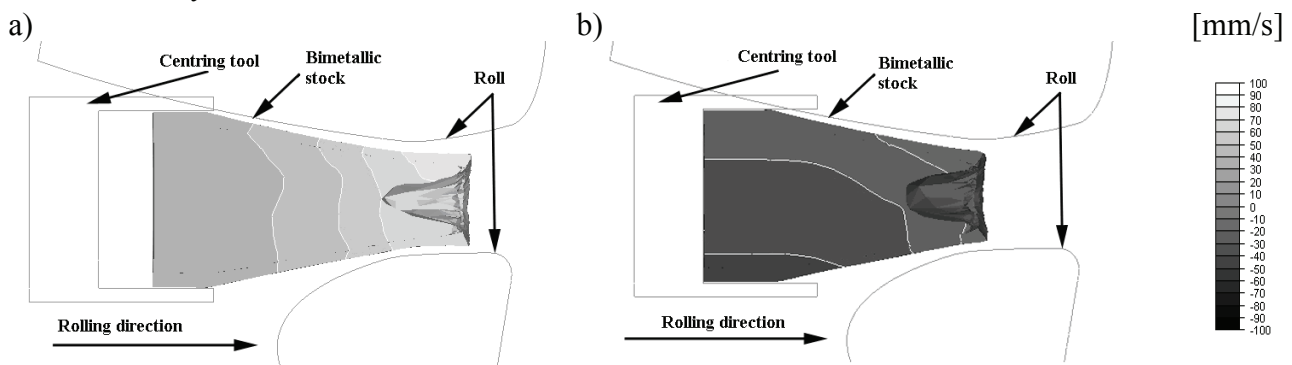 a)
Centring tool
Bimetallic
stock
Roll
Rolling direction
b)
Centring tool
Bimetallic
stock
Roll
Rolling direction
[mm/s]
100
90
80
70
60
50
40
30
20
10
0
-10
-20
-30
-40
-50
-60
-70
-80
-90
-100